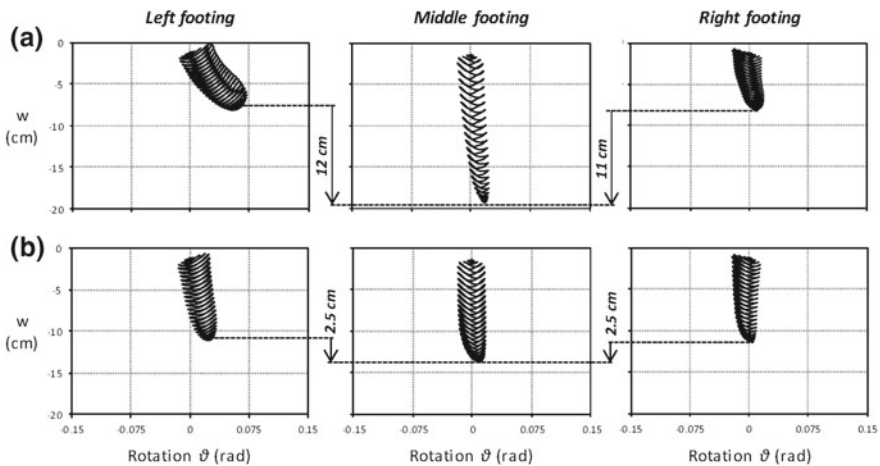 Left footing Middle footing Right footing
(a)
0
-5
-10
-15
-20
w
(cm)
12 cm
11 cm
(b)
0
-5
-10
-15
-20
w
(cm)
2.5 cm
2.5 cm
-0.15 -0.075 0 0.075 0.15 -0.15 -0.075 0 0.075 0.15 -0.15 -0.075 0 0.075 0.15
Rotation ϑ (rad) Rotation ϑ (rad) Rotation ϑ (rad)